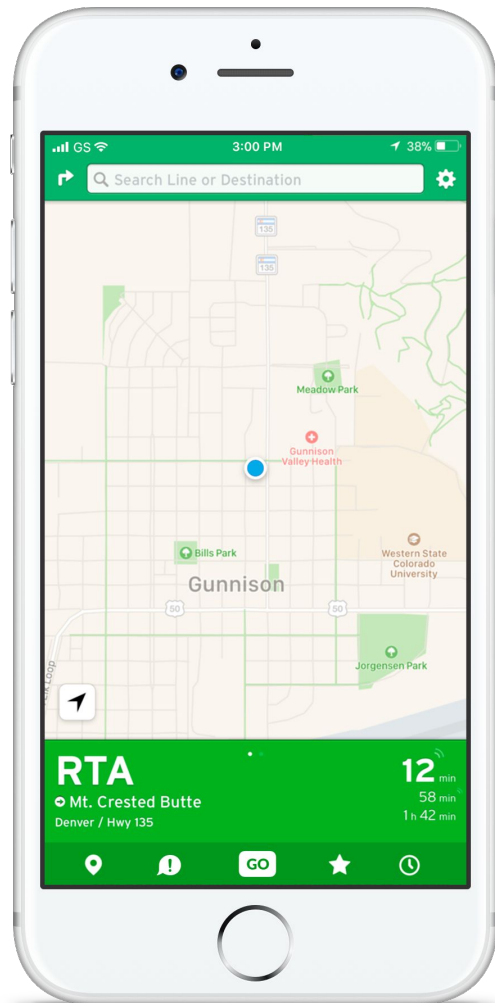 GS
3:00 PM
38%
Search Line or Destination
135
135
Meadow Park
Gunnison
Valley Health
Bills Park
Western State
Colorado
University
Gunnison
50
50
Jorgensen Park
Loop
RTA
12 min
Mt. Crested Butte
58 min
Denver / Hwy 135
1 h 42 min
GO